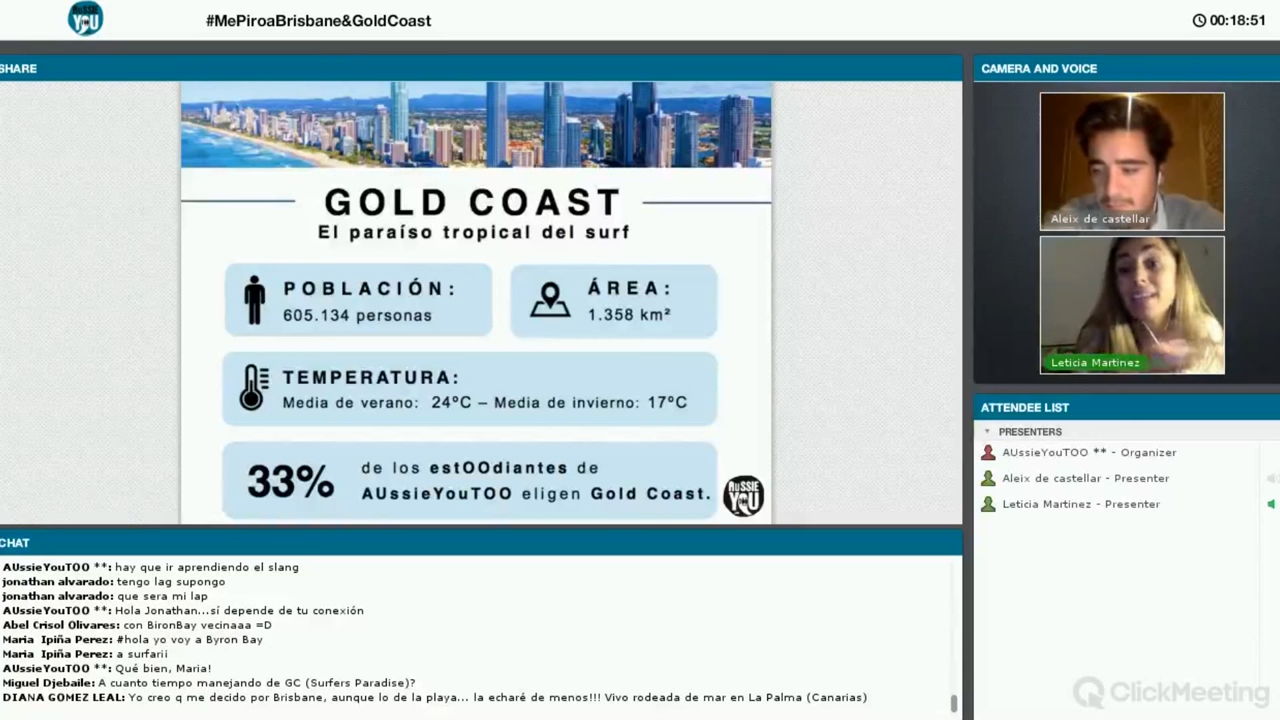 AUSSIE
YOU
#MePiroaBrisbane&GoldCoast
00:18:51
SHARE
CAMERA AND VOICE
GOLD COAST
El paraíso tropical del surf
POBLACIÓN:
605.134 personas
ÁREA:
1.358 km²
TEMPERATURA:
Media de verano: 24ºC – Media de invierno: 17ºC
33%
de los estOOdiantes de
AUssieYouTOO eligen Gold Coast.
AUSSIE
YOU
Aleix de castellar
Leticia Martinez
ATTENDEE LIST
PRESENTERS
AUssieYouTOO ** - Organizer
Aleix de castellar - Presenter
Leticia Martinez - Presenter
CHAT
AUssieYouTOO **: hay que ir aprendiendo el slang
jonathan alvarado: tengo lag supongo
jonathan alvarado: que sera mi lap
AUssieYouTOO **: Hola Jonathan...sí depende de tu conexión
Abel Crisol Olivares: con BironBay vecinaaa =D
Maria Ipiña Perez: #hola yo voy a Byron Bay
Maria Ipiña Perez: a surfarii
AUssieYouTOO **: Qué bien, Maria!
Miguel Djebaile: A cuanto tiempo manejando de GC (Surfers Paradise)?
DIANA GOMEZ LEAL: Yo creo q me decido por Brisbane, aunque lo de la playa... la echaré de menos!!! Vivo rodeada de mar en La Palma (Canarias)
ClickMeeting